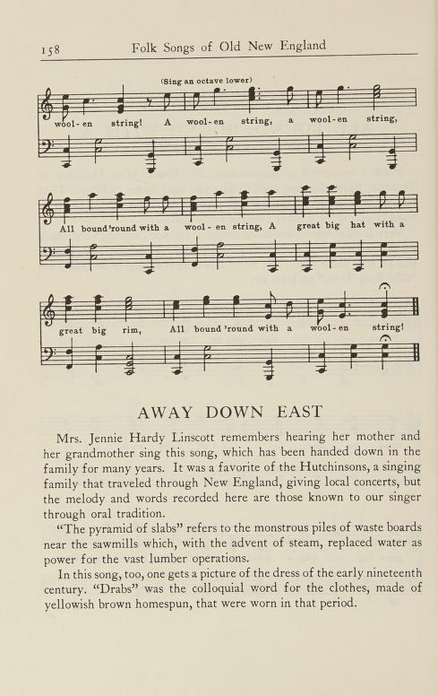 158 Folk Songs of Old New England
(Sing an octave lower)
wool-en string! A wool-en string, a wool-en string,
All bound 'round with a wool-en string, A great big hat with a
great big rim, All bound 'round with a wool-en string!
AWAY DOWN EAST
Mrs. Jennie Hardy Linscott remembers hearing her mother and
her grandmother sing this song, which has been handed down in the
family for many years. It was a favorite of the Hutchinsons, a singing
family that traveled through New England, giving local concerts, but
the melody and words recorded here are those known to our singer
through oral tradition.
"The pyramid of slabs" refers to the monstrous piles of waste boards
near the sawmills which, with the advent of steam, replaced water as
power for the vast lumber operations.
In this song, too, one gets a picture of the dress of the early nineteenth
century. "Drabs" was the colloquial word for the clothes, made of
yellowish brown homespun, that were worn in that period.